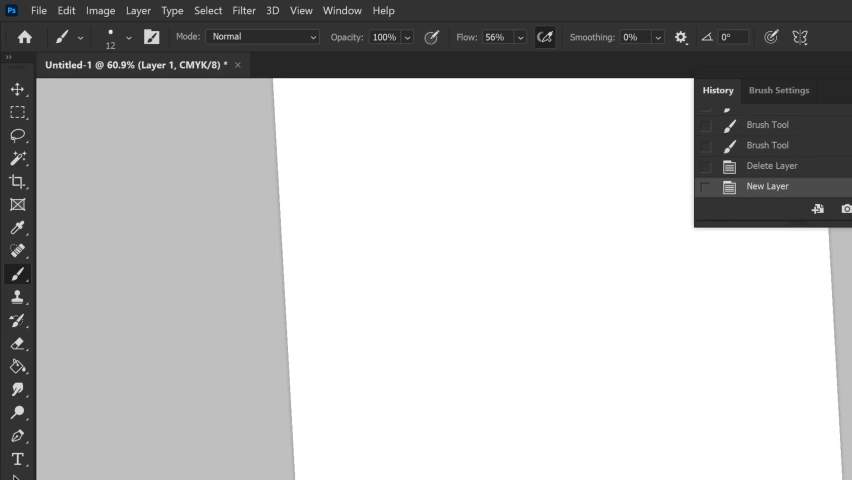 Ps File Edit Image Layer Type Select Filter 3D View Window Help
12 Mode: Normal Opacity: 100% Flow: 56% Smoothing: 0% 0°
Untitled-1 @ 60.9% (Layer 1, CMYK/8) * ×
History Brush Settings
Brush Tool
Brush Tool
Delete Layer
New Layer